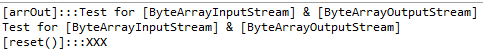 [arrOut]:::Test for [ByteArrayInputStream] & [ByteArrayOutputStream]
Test for [ByteArrayInputStream] & [ByteArrayOutputStream]
[reset()]:::XXX